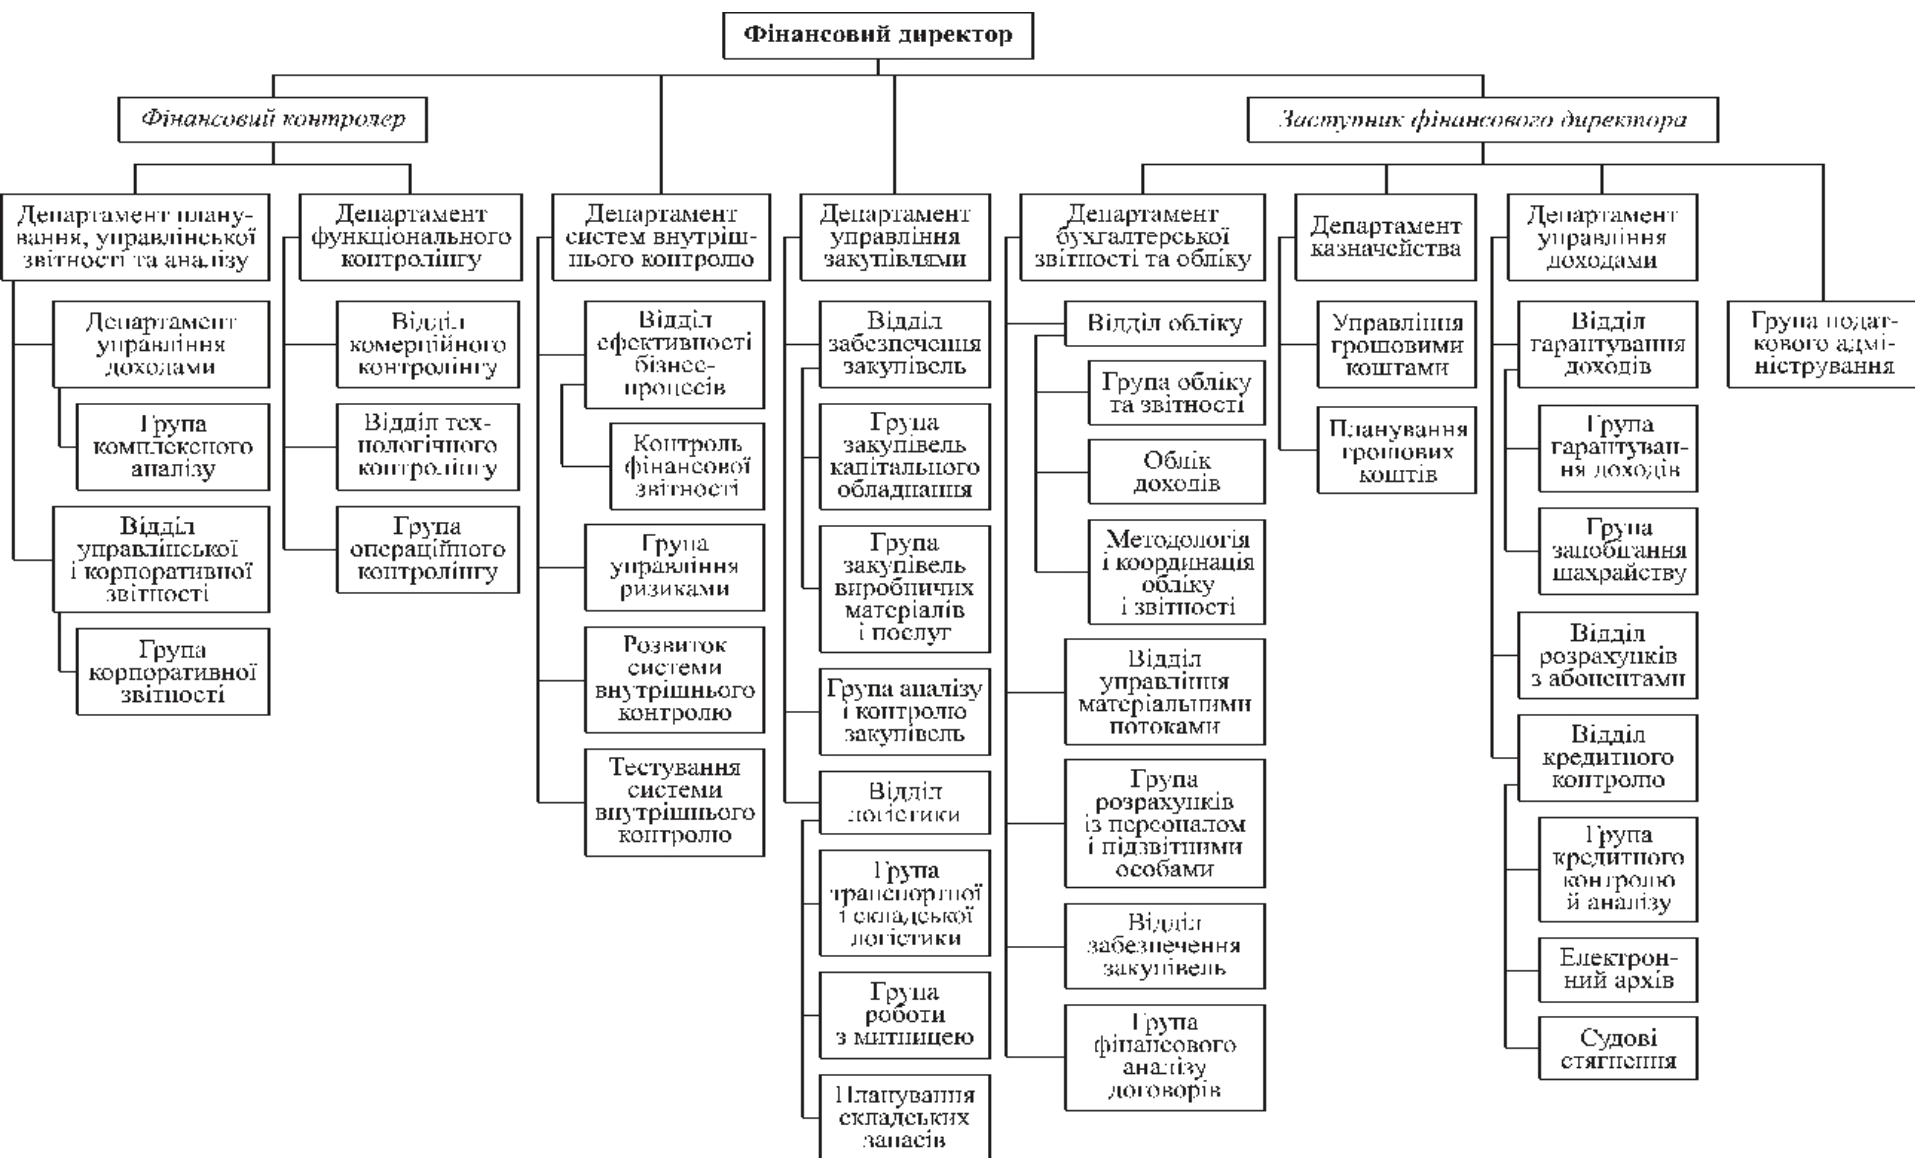 Фінансовий директор
Фінансовий контролер
Заступник фінансового директора
Департамент плану-
вання, управлінської
звітності та аналізу
Департамент
управління
доходами
Група
комплексного
аналізу
Відділ
управлінської
і корпоративної
звітності
Група
корпоративної
звітності
Департамент
функціонального
контролінгу
Відділ
комерційного
контролінгу
Відділ тех-
нологічного
контролінгу
Група
операційного
контролінгу
Департамент
систем внутріш-
нього контролю
Відділ
ефективності
бізнес-
процесів
Контроль
фінансової
звітності
Група
управління
ризиками
Розвиток
системи
внутрішнього
контролю
Тестування
системи
внутрішнього
контролю
Департамент
управління
закупівлями
Відділ
забезпечення
закупівель
Група
закупівель
капітального
обладнання
Група
закупівель
виробничих
матеріалів
і послуг
Група аналізу
і контролю
закупівель
Відділ
логістики
Група
транспортної
і складської
логістики
Група
роботи
з митницею
Планування
складських
запасів
Департамент
бухгалтерської
звітності та обліку
Відділ обліку
Група обліку
та звітності
Облік
доходів
Методологія
і координація
обліку
і звітності
Відділ
управління
матеріальними
потоками
Група
розрахунків
із персоналом
і підзвітними
особами
Відділ
забезпечення
закупівель
Група
фінансового
аналізу
договорів
Департамент
казначейства
Управління
грошовими
коштами
Планування
грошових
коштів
Департамент
управління
доходами
Відділ
гарантування
доходів
Група
гарантуван-
ня доходів
Група
запобігання
шахрайству
Відділ
розрахунків
з абонентами
Відділ
кредитного
контролю
Група
кредитного
контролю
й аналізу
Електрон-
ний архів
Судові
стягнення
Група подат-
кового адмі-
ністрування